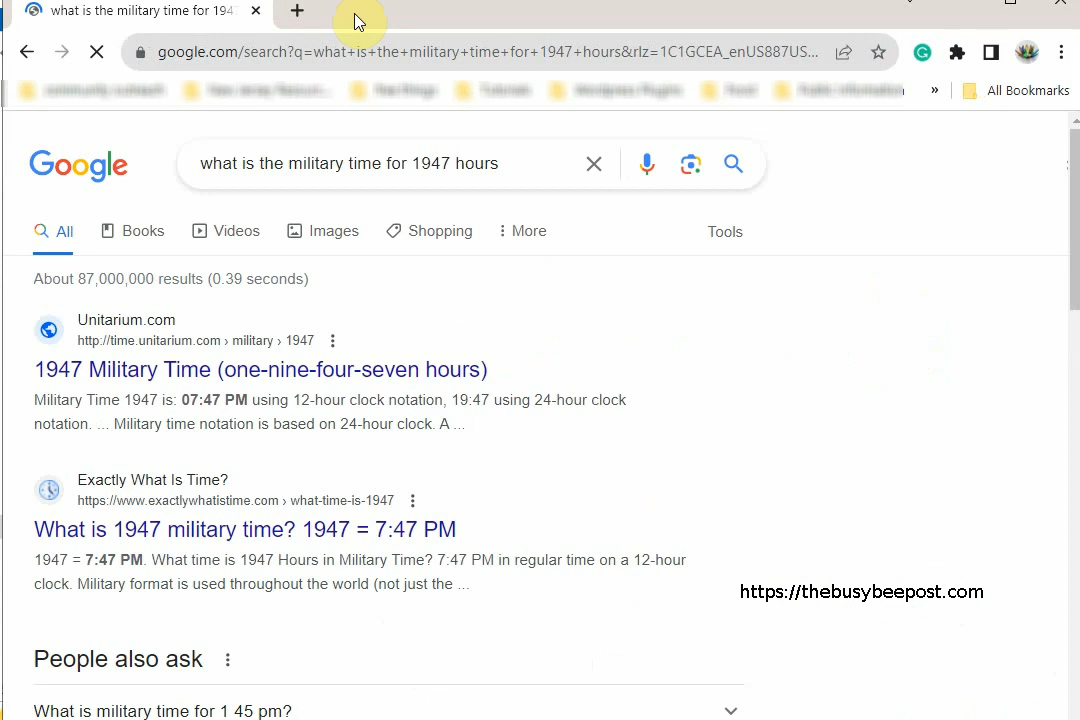 what is the military time for 194
google.com/search?q=what+is+the+military+time+for+1947+hours&rlz=1C1GCEA_enUS887US...
» All Bookmarks
Google
what is the military time for 1947 hours
All Books Videos Images Shopping More Tools
About 87,000,000 results (0.39 seconds)
Unitarium.com
http://time.unitarium.com › military › 1947
1947 Military Time (one-nine-four-seven hours)
Military Time 1947 is: 07:47 PM using 12-hour clock notation, 19:47 using 24-hour clock
notation. ... Military time notation is based on 24-hour clock. A ...
Exactly What Is Time?
https://www.exactlywhatistime.com › what-time-is-1947
What is 1947 military time? 1947 = 7:47 PM
1947 = 7:47 PM. What time is 1947 Hours in Military Time? 7:47 PM in regular time on a 12-hour
clock. Military format is used throughout the world (not just the ...
https://thebusybeepost.com
People also ask
What is military time for 1 45 pm?